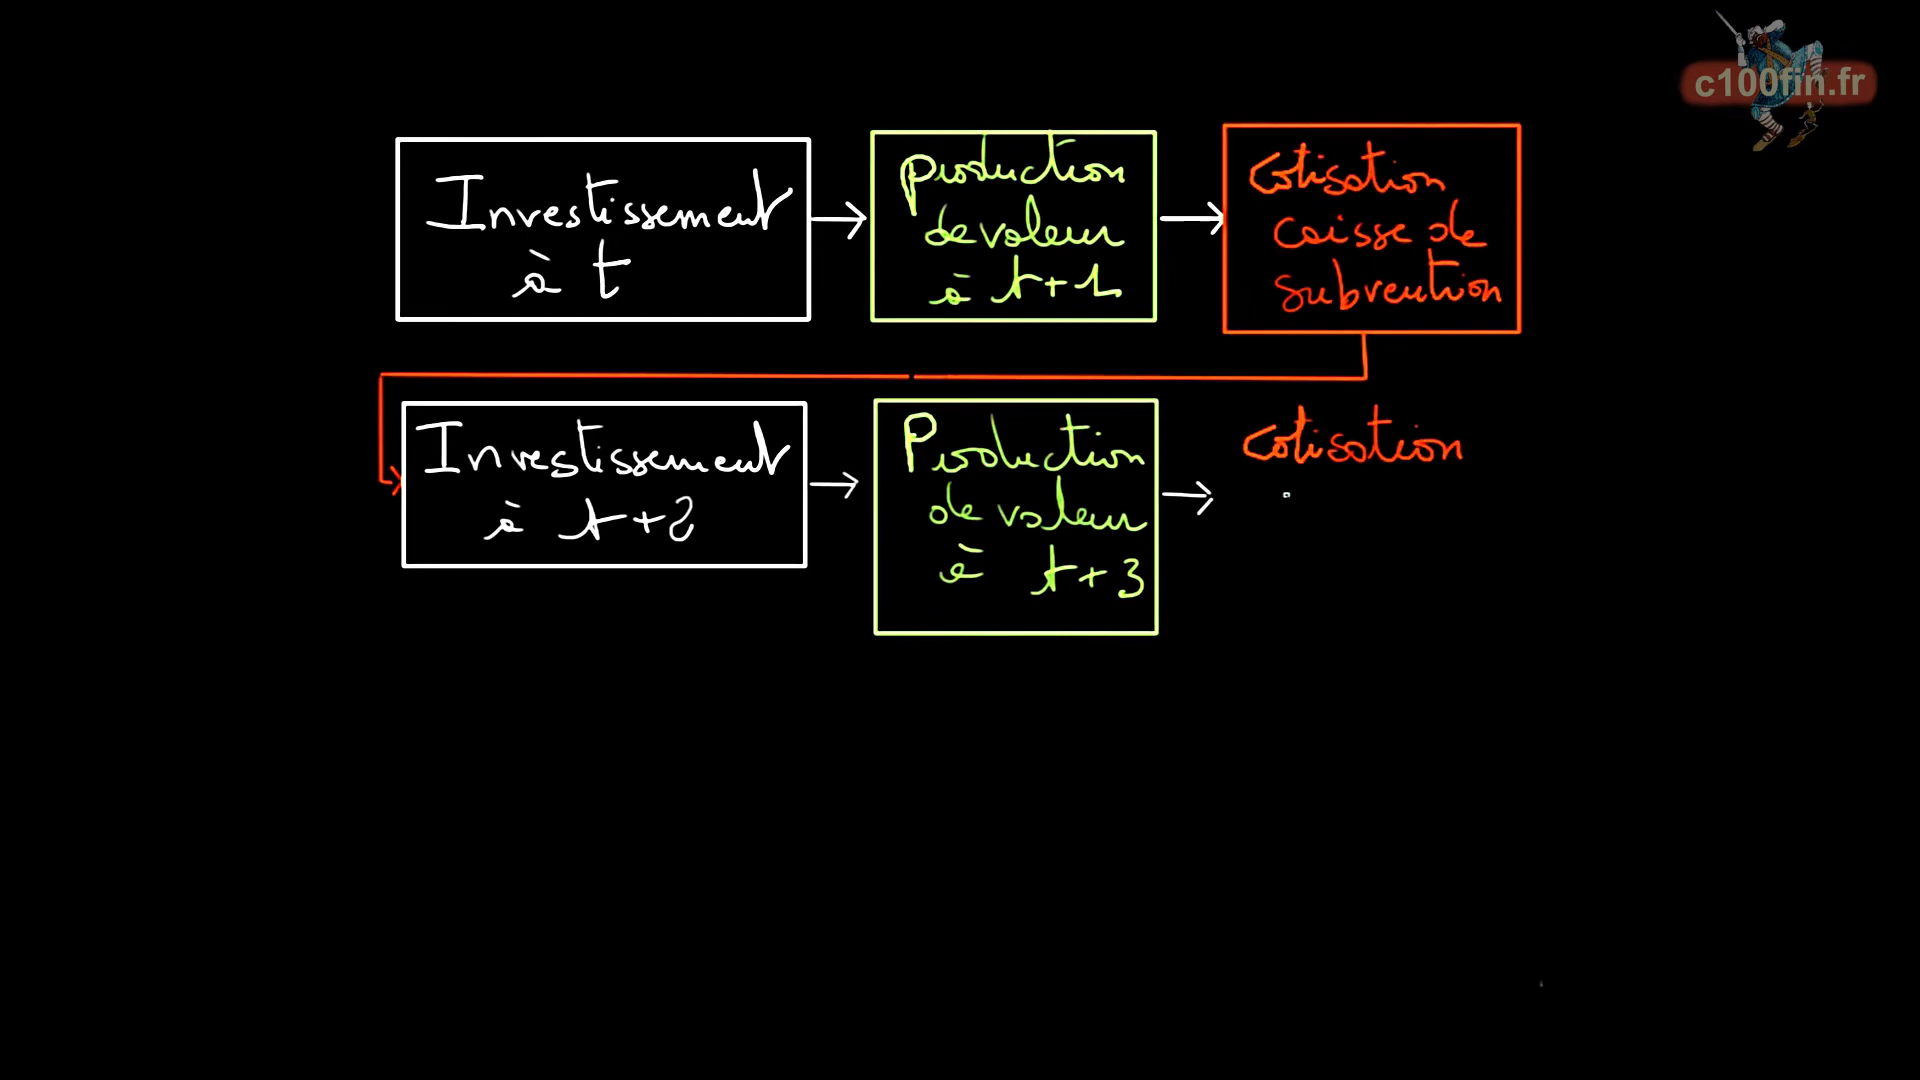 c100fin.fr
Investissement
à t
production
de valeur
à t+1
Cotisation
caisse de
subvention
Investissement
à t+2
Production
de valeur
à t+3
Cotisation